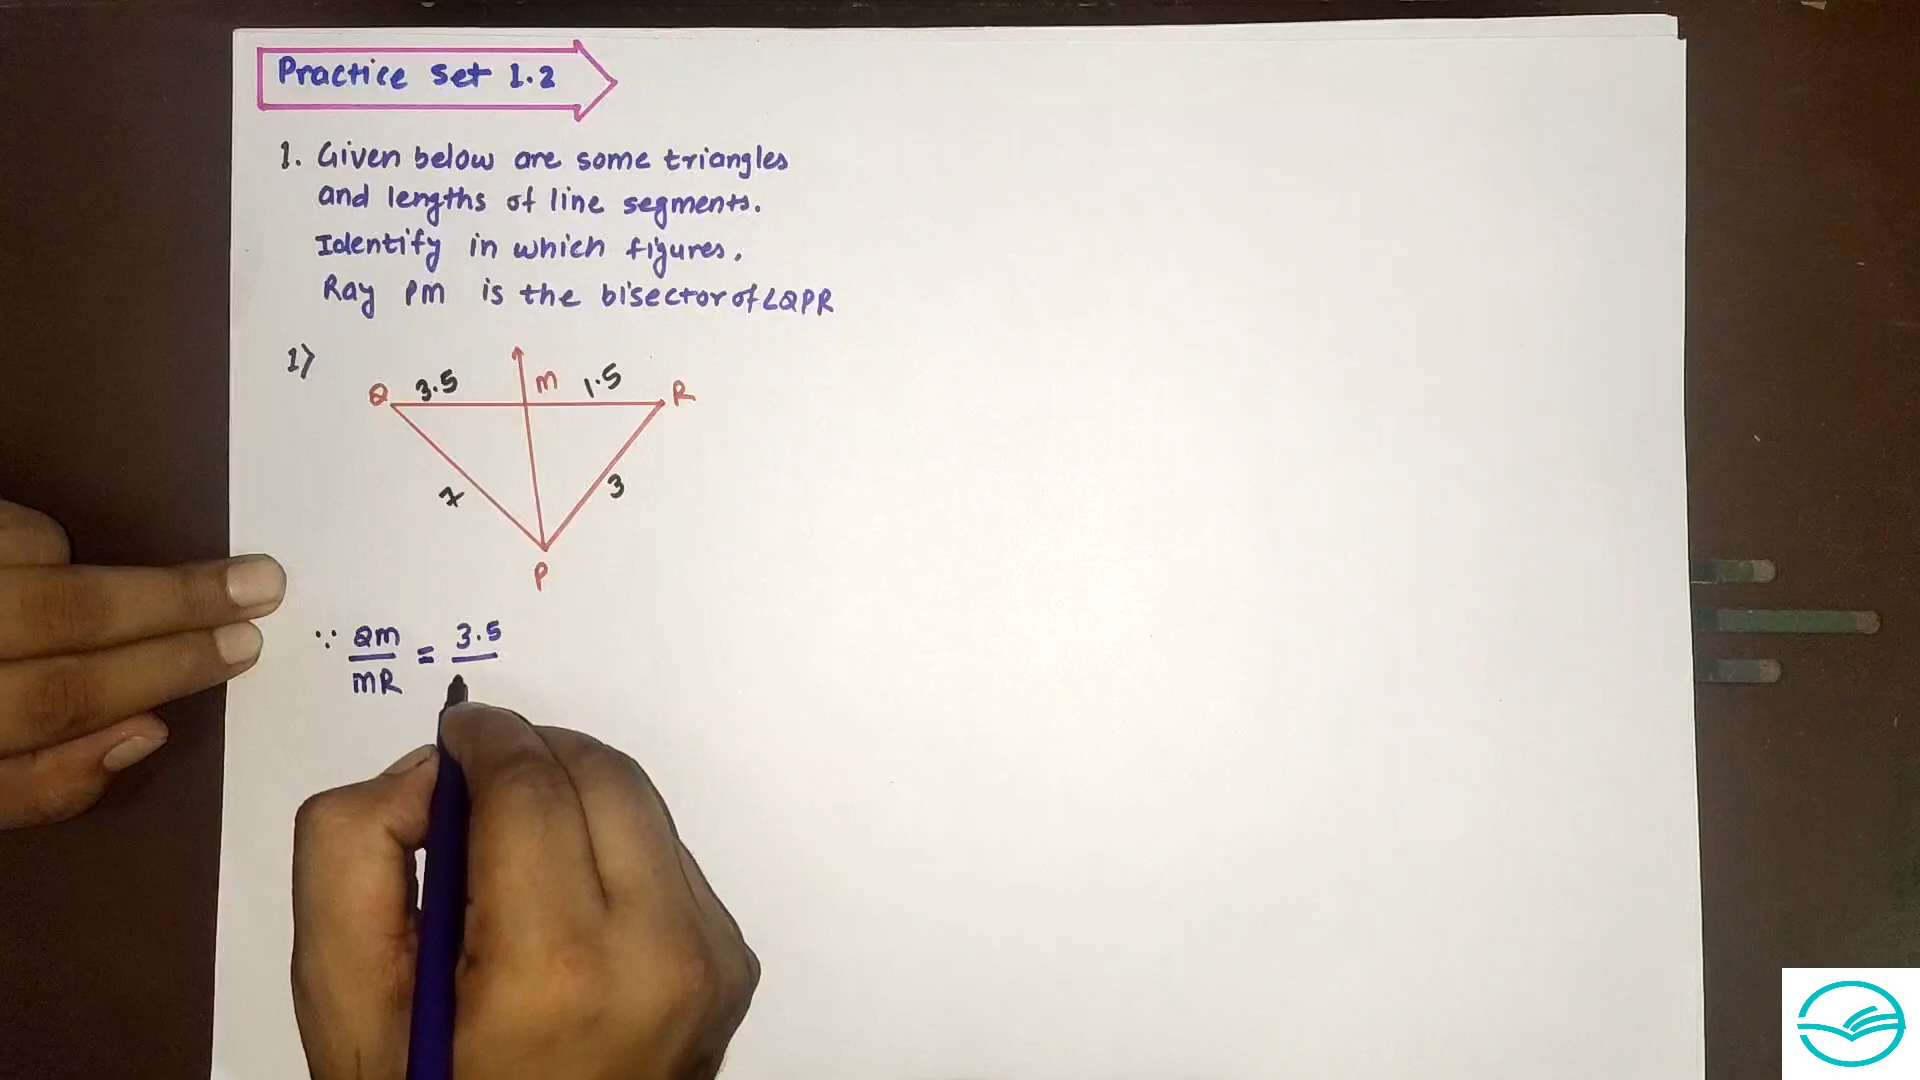 Practice Set 1.2
1. Given below are some triangles
and lengths of line segments.
Identify in which figures.
Ray PM is the bisector of ∠QPR
1)
Q 3.5 M 1.5 R
x 3
P
∵ QM/MR = 3.5/